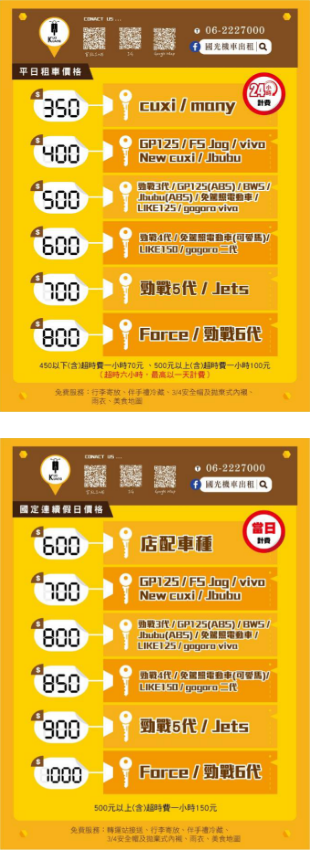 CONACT US ...
06-2227000
國光機車出租
平日租車價格
24小時
計費
$350
cuxi / many
$400
GP125 / FS Jog / vivo
New cuxi / Jbubu
$500
勁戰3代 / GP125(ABS) / BWS /
Jbubu(ABS) / 免駕照電動車 /
LIKE125 / gogoro vivo
$600
勁戰4代 / 免駕照電動車(可愛馬)/
LIKE150 / gogoro 二代
$700
勁戰5代 / Jets
$800
Force / 勁戰6代
450以下(含)超時費一小時70元 、500元以上(含)超時費一小時100元
〔超時六小時，最高以一天計費〕
免費服務：行李寄放、伴手禮冷藏、3/4安全帽及拋棄式內襯、
雨衣、美食地圖
CONACT US ...
06-2227000
國光機車出租
國定連續假日價格
當日
計費
$600
店配車種
$700
GP125 / FS Jog / vivo
New cuxi / Jbubu
$800
勁戰3代 / GP125(ABS) / BWS /
Jbubu(ABS) / 免駕照電動車 /
LIKE125 / gogoro vivo
$850
勁戰4代 / 免駕照電動車(可愛馬)/
LIKE150 / gogoro 二代
$900
勁戰5代 / Jets
$1000
Force / 勁戰6代
500元以上(含)超時費一小時150元
免費服務：轉運站接送、行李寄放、伴手禮冷藏、
3/4安全帽及拋棄式內襯、雨衣、美食地圖